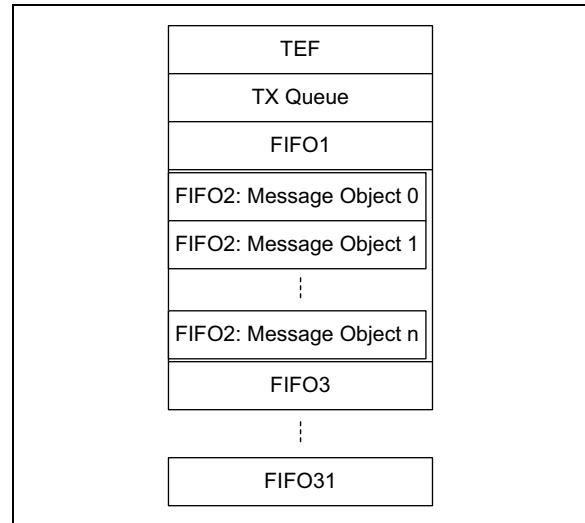 TEF
TX Queue
FIFO1
FIFO2: Message Object 0
FIFO2: Message Object 1
FIFO2: Message Object n
FIFO3
FIFO31